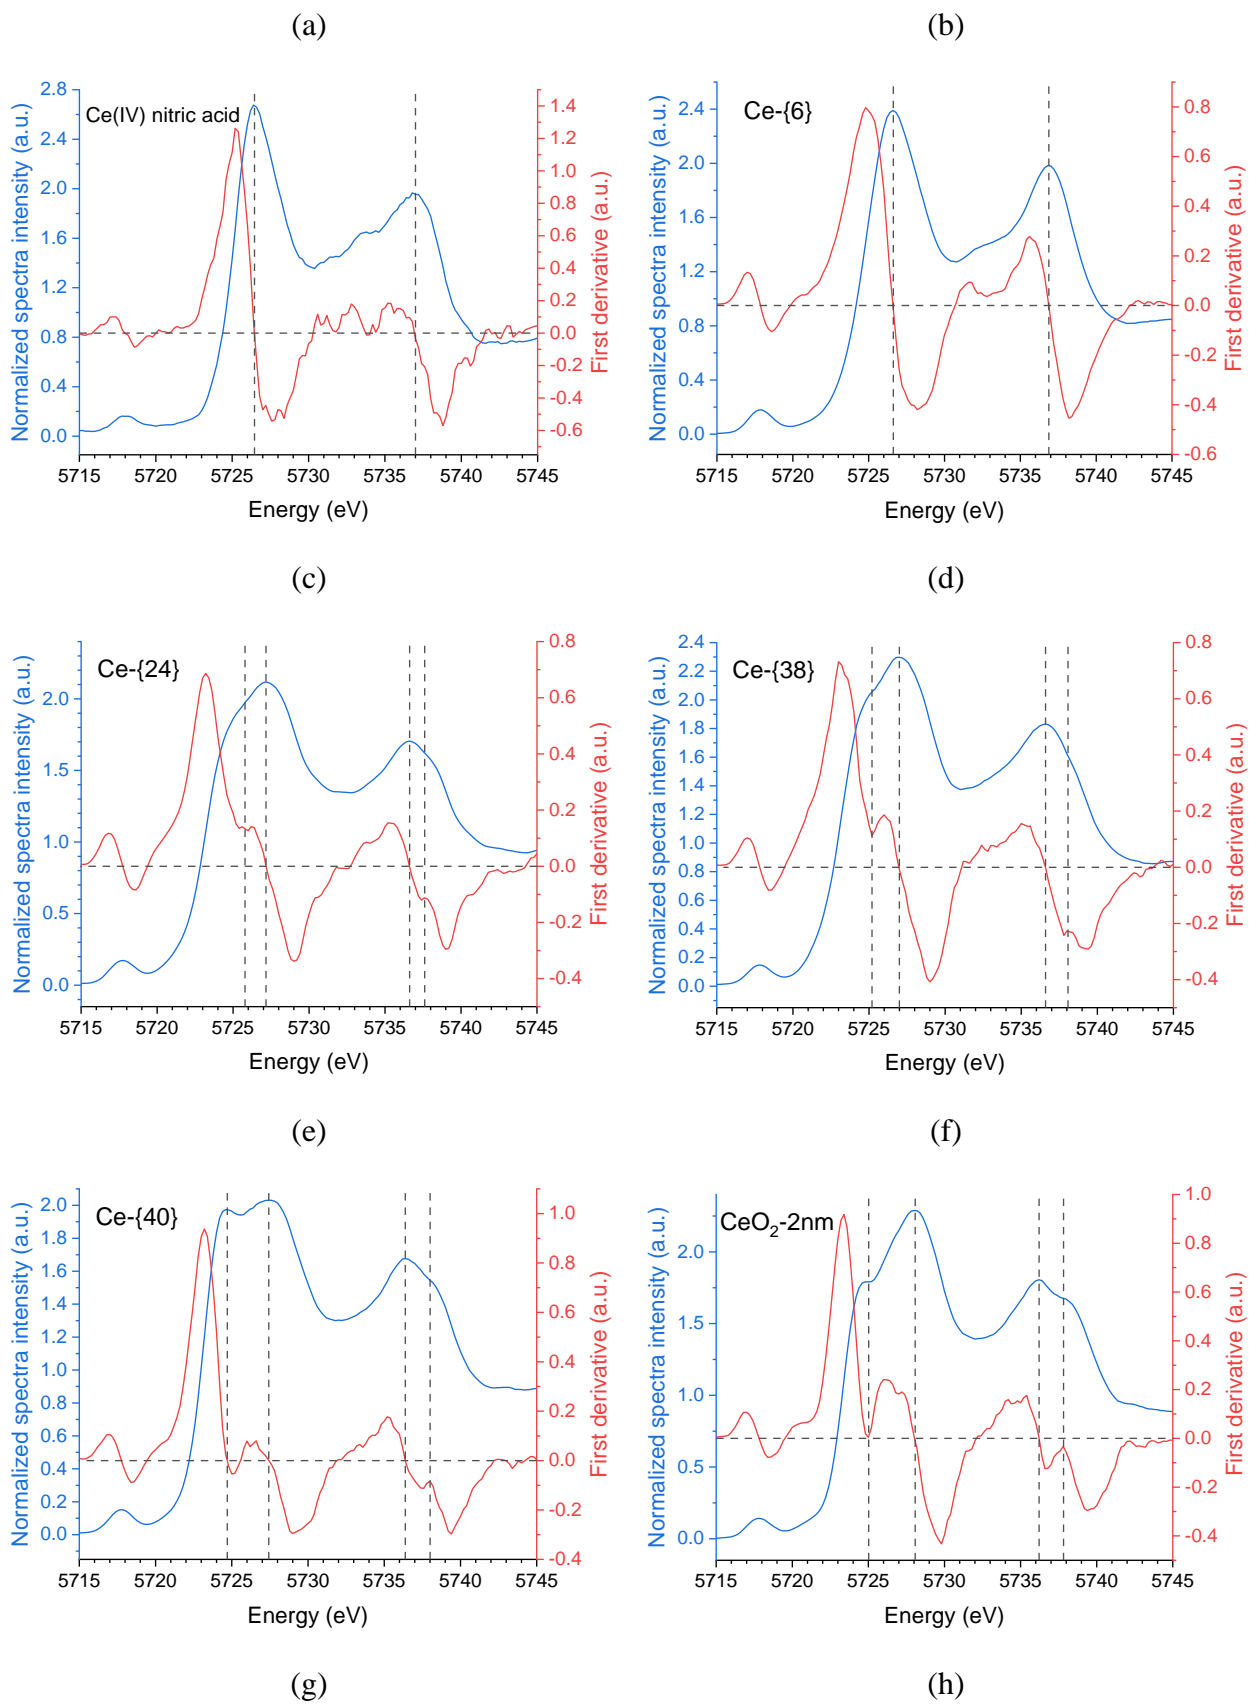 (a)
(b)
Ce(IV) nitric acid
Normalized spectra intensity (a.u.)
2.8
2.4
2.0
1.6
1.2
0.8
0.4
0.0
1.4
1.2
1.0
0.8
0.6
0.4
0.2
0.0
-0.2
-0.4
-0.6
First derivative (a.u.)
5715 5720 5725 5730 5735 5740 5745
Energy (eV)
Ce-{6}
Normalized spectra intensity (a.u.)
2.4
2.0
1.6
1.2
0.8
0.4
0.0
0.8
0.6
0.4
0.2
0.0
-0.2
-0.4
-0.6
First derivative (a.u.)
5715 5720 5725 5730 5735 5740 5745
Energy (eV)
(c)
(d)
Ce-{24}
Normalized spectra intensity (a.u.)
2.0
1.5
1.0
0.5
0.0
0.8
0.6
0.4
0.2
0.0
-0.2
-0.4
First derivative (a.u.)
5715 5720 5725 5730 5735 5740 5745
Energy (eV)
Ce-{38}
Normalized spectra intensity (a.u.)
2.4
2.2
2.0
1.8
1.6
1.4
1.2
1.0
0.8
0.6
0.4
0.2
0.0
0.8
0.6
0.4
0.2
0.0
-0.2
-0.4
First derivative (a.u.)
5715 5720 5725 5730 5735 5740 5745
Energy (eV)
(e)
(f)
Ce-{40}
Normalized spectra intensity (a.u.)
2.0
1.8
1.6
1.4
1.2
1.0
0.8
0.6
0.4
0.2
0.0
1.0
0.8
0.6
0.4
0.2
0.0
-0.2
-0.4
First derivative (a.u.)
5715 5720 5725 5730 5735 5740 5745
Energy (eV)
CeO2-2nm
Normalized spectra intensity (a.u.)
2.0
1.5
1.0
0.5
0.0
1.0
0.8
0.6
0.4
0.2
0.0
-0.2
-0.4
First derivative (a.u.)
5715 5720 5725 5730 5735 5740 5745
Energy (eV)
(g)
(h)